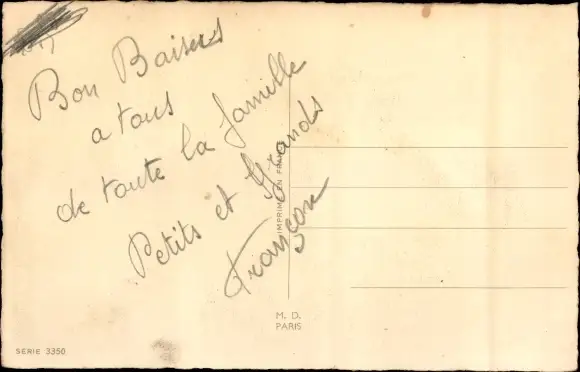 Bon Baisers
a tous
de toute la famille
Petits et Grands
Françoise
IMPRIMÉ EN FRANCE
M. D.
PARIS
SERIE 3350